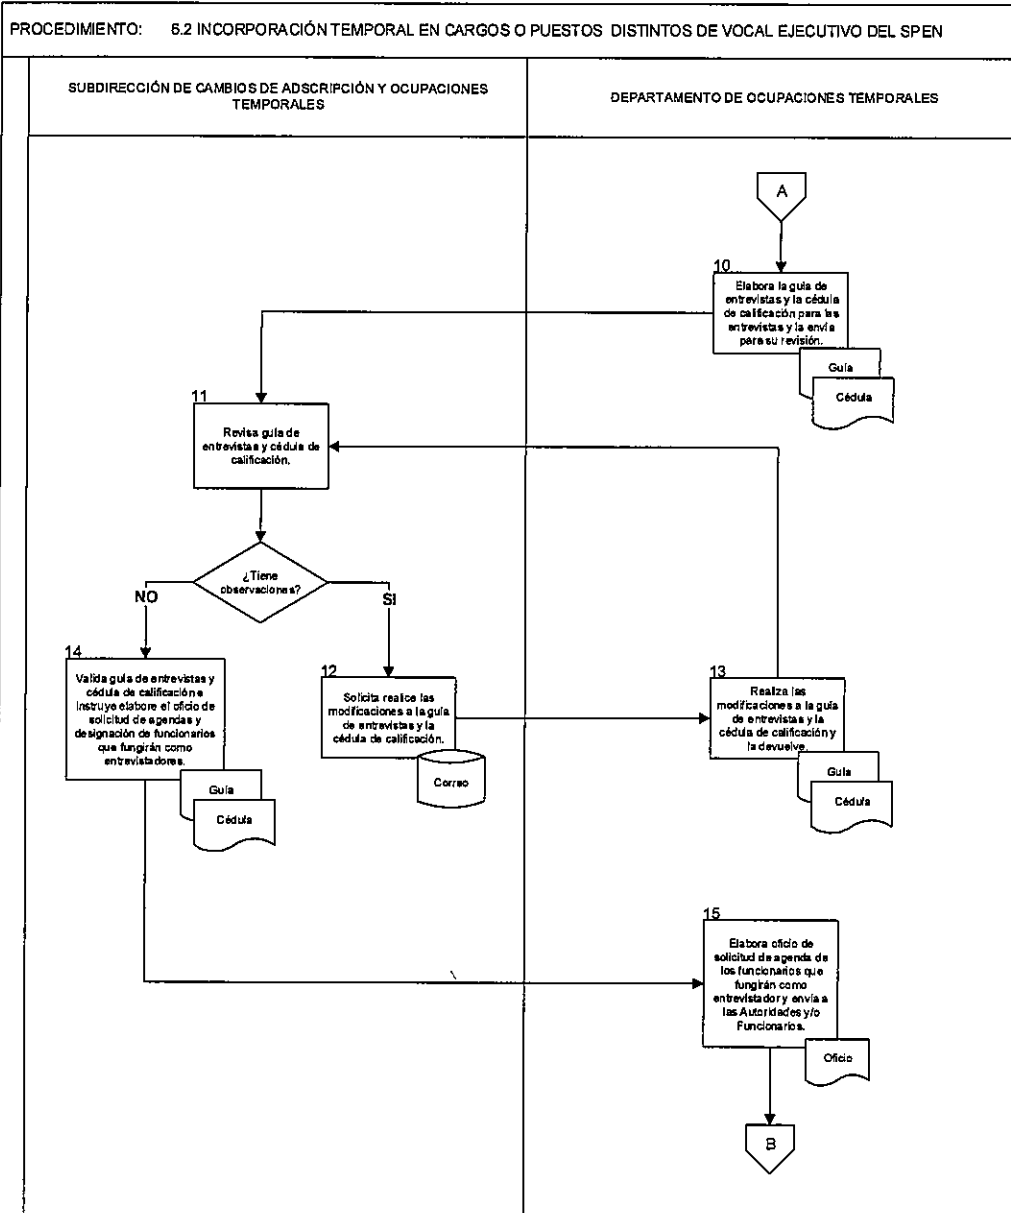 PROCEDIMIENTO: 6.2 INCORPORACIÓN TEMPORAL EN CARGOS O PUESTOS DISTINTOS DE VOCAL EJECUTIVO DEL SPEN
SUBDIRECCIÓN DE CAMBIOS DE ADSCRIPCIÓN Y OCUPACIONES
TEMPORALES
DEPARTAMENTO DE OCUPACIONES TEMPORALES
A
10
Elabora la guía de
entrevistas y la cédula
de calificación para las
entrevistas y la envía
para su revisión.
Guía
Cédula
11
Revisa guía de
entrevistas y cédula de
calificación.
¿Tiene
observaciones?
NO
SI
14
Valida guía de entrevistas y
cédula de calificación e
instruye elabore el oficio de
solicitud de agendas y
designación de funcionarios
que fungirán como
entrevistadores.
Guía
Cédula
12
Solicita realice las
modificaciones a la guía
de entrevistas y la
cédula de calificación.
Correo
13
Realiza las
modificaciones a la guía
de entrevistas y la
cédula de calificación y
la devuelve.
Guía
Cédula
15
Elabora oficio de
solicitud de agenda de
los funcionarios que
fungirán como
entrevistador y envía a
las Autoridades y/o
Funcionarios.
Oficio
B